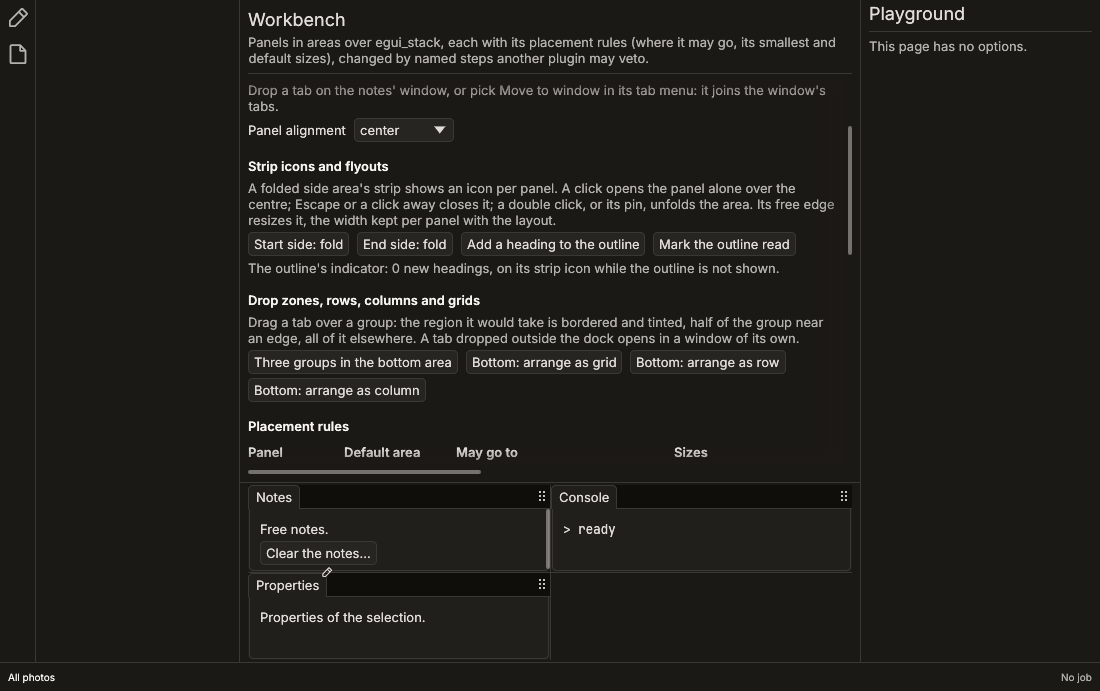 Workbench
Panels in areas over egui_stack, each with its placement rules (where it may go, its smallest and
default sizes), changed by named steps another plugin may veto.
Drop a tab on the notes' window, or pick Move to window in its tab menu: it joins the window's
tabs.
Panel alignment center
Strip icons and flyouts
A folded side area's strip shows an icon per panel. A click opens the panel alone over the
centre; Escape or a click away closes it; a double click, or its pin, unfolds the area. Its free edge
resizes it, the width kept per panel with the layout.
Start side: fold End side: fold Add a heading to the outline Mark the outline read
The outline's indicator: 0 new headings, on its strip icon while the outline is not shown.
Drop zones, rows, columns and grids
Drag a tab over a group: the region it would take is bordered and tinted, half of the group near
an edge, all of it elsewhere. A tab dropped outside the dock opens in a window of its own.
Three groups in the bottom area Bottom: arrange as grid Bottom: arrange as row
Bottom: arrange as column
Placement rules
Panel Default area May go to Sizes
Notes
Free notes.
Clear the notes...
Console
> ready
Properties
Properties of the selection.
Playground
This page has no options.
All photos No job